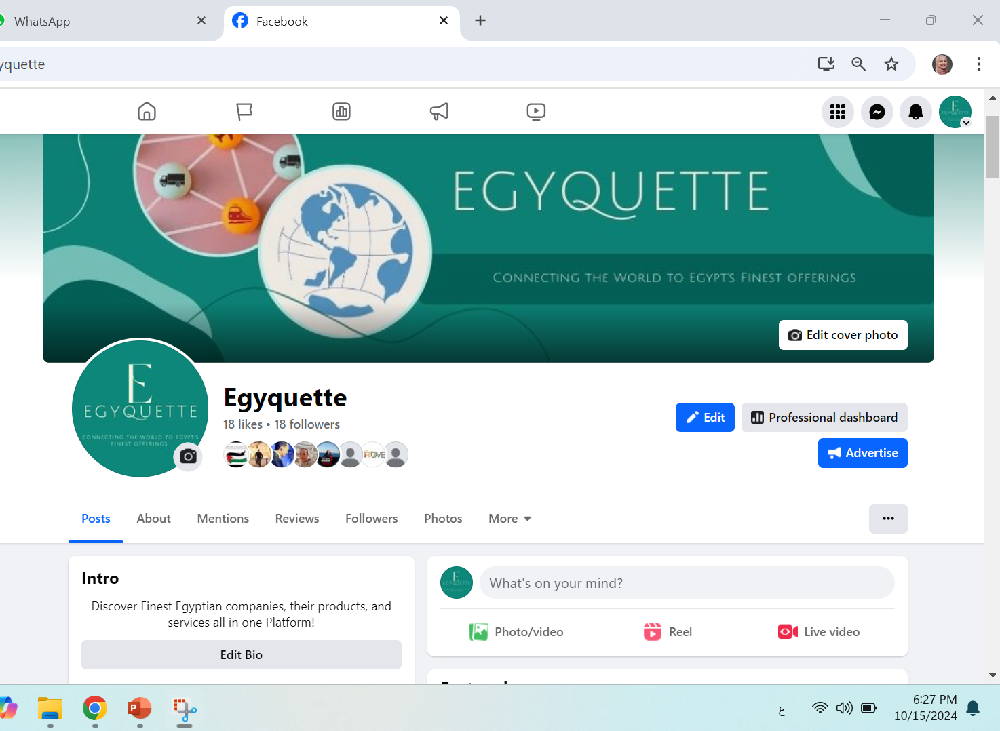 WhatsApp
Facebook
yquette
EGYQUETTE
CONNECTING THE WORLD TO EGYPT'S FINEST OFFERINGS
Edit cover photo
E
EGYQUETTE
CONNECTING THE WORLD TO EGYPT'S
FINEST OFFERINGS
Egyquette
18 likes • 18 followers
Edit
Professional dashboard
Advertise
Posts
About
Mentions
Reviews
Followers
Photos
More
Intro
Discover Finest Egyptian companies, their products, and
services all in one Platform!
Edit Bio
What's on your mind?
Photo/video
Reel
Live video
P
ع
6:27 PM
10/15/2024